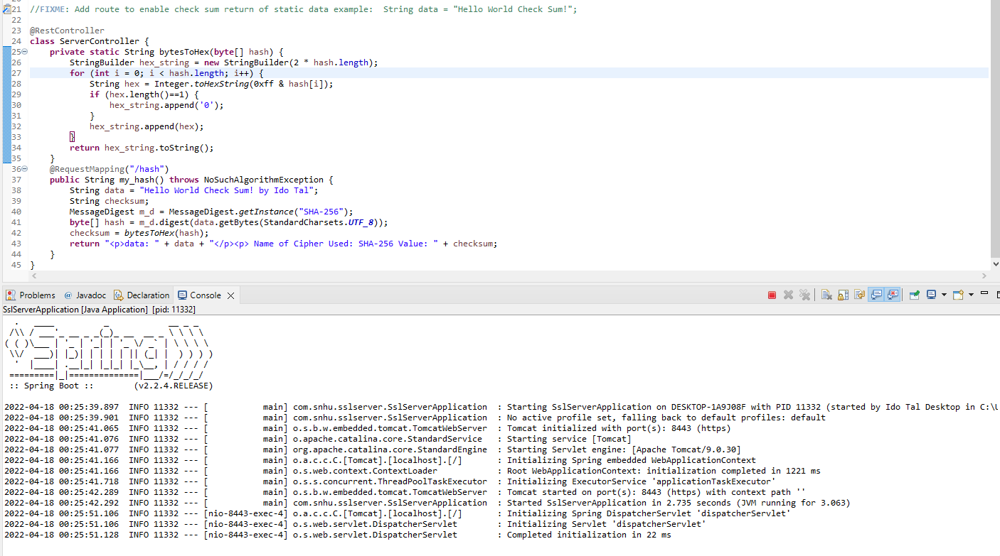 21 //FIXME: Add route to enable check sum return of static data example:  String data = "Hello World Check Sum!";
22
23 @RestController
24 class ServerController {
25     private static String bytesToHex(byte[] hash) {
26         StringBuilder hex_string = new StringBuilder(2 * hash.length);
27         for (int i = 0; i < hash.length; i++) {
28             String hex = Integer.toHexString(0xff & hash[i]);
29             if (hex.length()==1) {
30                 hex_string.append('0');
31             }
32             hex_string.append(hex);
33         }
34         return hex_string.toString();
35     }
36     @RequestMapping("/hash")
37     public String my_hash() throws NoSuchAlgorithmException {
38         String data = "Hello World Check Sum! by Ido Tal";
39         String checksum;
40         MessageDigest m_d = MessageDigest.getInstance("SHA-256");
41         byte[] hash = m_d.digest(data.getBytes(StandardCharsets.UTF_8));
42         checksum = bytesToHex(hash);
43         return "<p>data: " + data + "</p><p> Name of Cipher Used: SHA-256 Value: " + checksum;
44     }
45 }
Problems @ Javadoc Declaration Console
SslServerApplication [Java Application] [pid: 11332]
:: Spring Boot ::        (v2.2.4.RELEASE)
2022-04-18 00:25:39.897  INFO 11332 --- [           main] com.snhu.sslserver.SslServerApplication  : Starting SslServerApplication on DESKTOP-1A9J08F with PID 11332 (started by Ido Tal Desktop in C:\U
2022-04-18 00:25:39.901  INFO 11332 --- [           main] com.snhu.sslserver.SslServerApplication  : No active profile set, falling back to default profiles: default
2022-04-18 00:25:41.065  INFO 11332 --- [           main] o.s.b.w.embedded.tomcat.TomcatWebServer  : Tomcat initialized with port(s): 8443 (https)
2022-04-18 00:25:41.076  INFO 11332 --- [           main] o.apache.catalina.core.StandardService   : Starting service [Tomcat]
2022-04-18 00:25:41.077  INFO 11332 --- [           main] org.apache.catalina.core.StandardEngine  : Starting Servlet engine: [Apache Tomcat/9.0.30]
2022-04-18 00:25:41.166  INFO 11332 --- [           main] o.a.c.c.C.[Tomcat].[localhost].[/]       : Initializing Spring embedded WebApplicationContext
2022-04-18 00:25:41.166  INFO 11332 --- [           main] o.s.web.context.ContextLoader            : Root WebApplicationContext: initialization completed in 1221 ms
2022-04-18 00:25:41.718  INFO 11332 --- [           main] o.s.s.concurrent.ThreadPoolTaskExecutor  : Initializing ExecutorService 'applicationTaskExecutor'
2022-04-18 00:25:42.289  INFO 11332 --- [           main] o.s.b.w.embedded.tomcat.TomcatWebServer  : Tomcat started on port(s): 8443 (https) with context path ''
2022-04-18 00:25:42.292  INFO 11332 --- [           main] com.snhu.sslserver.SslServerApplication  : Started SslServerApplication in 2.735 seconds (JVM running for 3.063)
2022-04-18 00:25:51.106  INFO 11332 --- [nio-8443-exec-4] o.a.c.c.C.[Tomcat].[localhost].[/]       : Initializing Spring DispatcherServlet 'dispatcherServlet'
2022-04-18 00:25:51.106  INFO 11332 --- [nio-8443-exec-4] o.s.web.servlet.DispatcherServlet        : Initializing Servlet 'dispatcherServlet'
2022-04-18 00:25:51.128  INFO 11332 --- [nio-8443-exec-4] o.s.web.servlet.DispatcherServlet        : Completed initialization in 22 ms